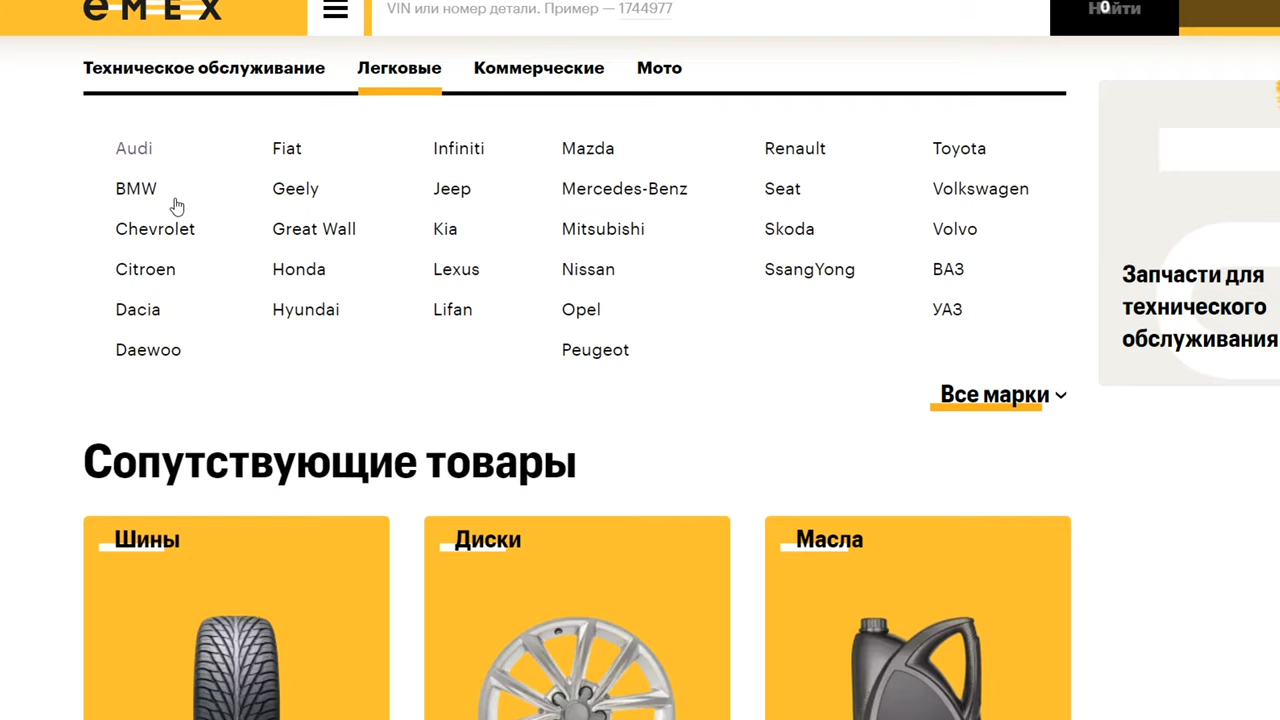 emex
VIN или номер детали. Пример — 1744977
Найти
0
Техническое обслуживание
Легковые
Коммерческие
Мото
Audi
Fiat
Infiniti
Mazda
Renault
Toyota
BMW
Geely
Jeep
Mercedes-Benz
Seat
Volkswagen
Chevrolet
Great Wall
Kia
Mitsubishi
Skoda
Volvo
Citroen
Honda
Lexus
Nissan
SsangYong
ВАЗ
Dacia
Hyundai
Lifan
Opel
УАЗ
Daewoo
Peugeot
Все марки
Запчасти для
технического
обслуживания
Сопутствующие товары
Шины
Диски
Масла